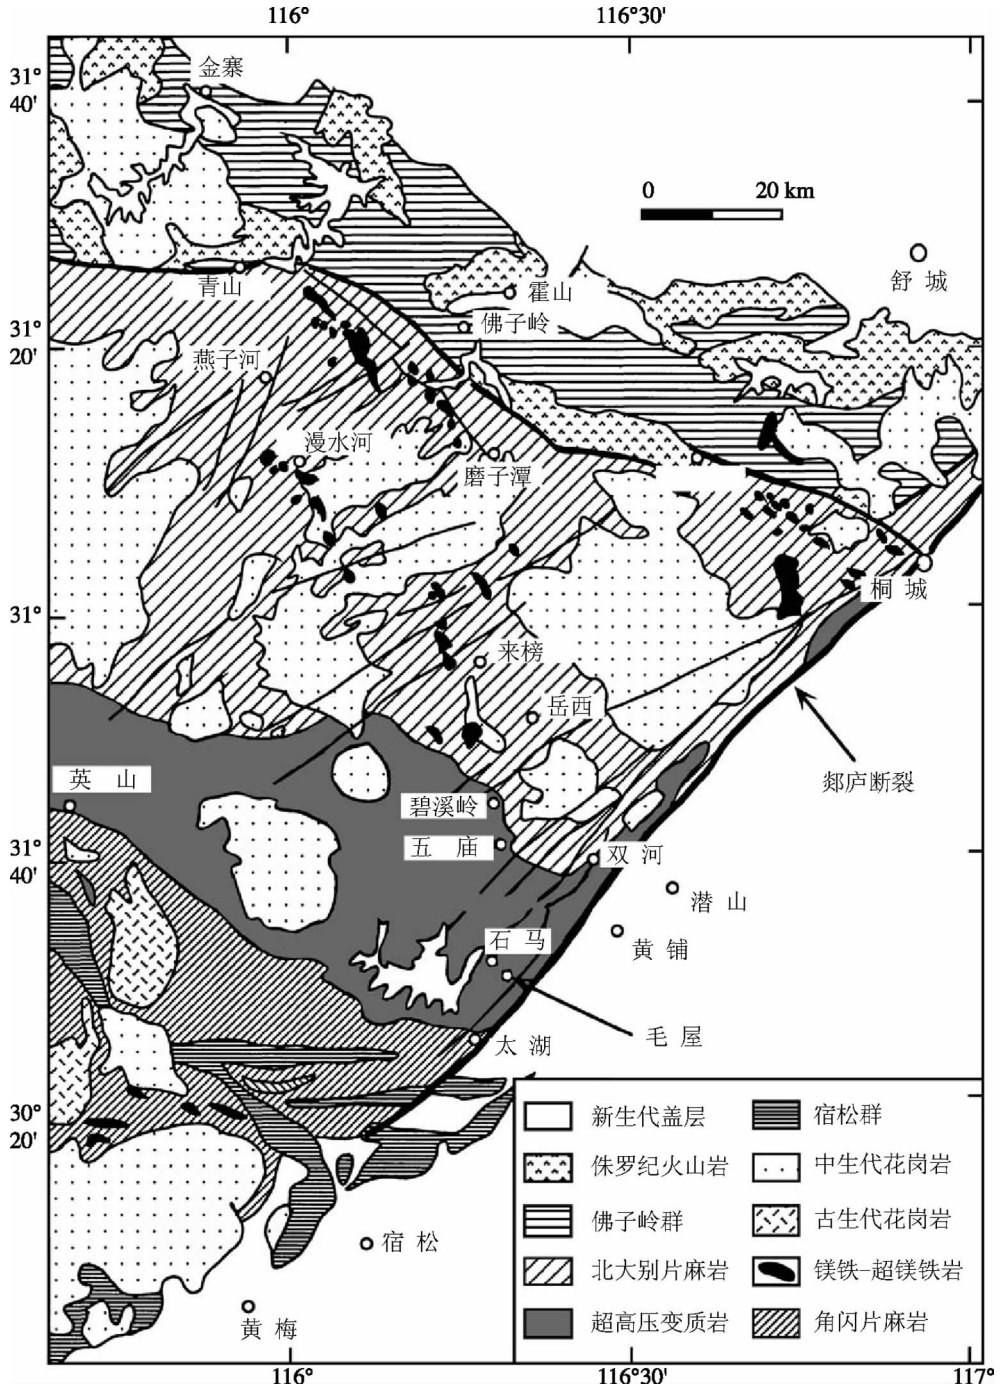 116°
116°30'
31°
40'
金寨
0
20 km
舒城
青山
霍山
佛子岭
31°
20'
燕子河
漫水河
磨子潭
桐城
31°
来榜
岳西
郯庐断裂
英山
碧溪岭
五庙
双河
31°
40'
潜山
石马
黄铺
毛屋
太湖
30°
20'
新生代盖层
宿松群
侏罗纪火山岩
中生代花岗岩
佛子岭群
古生代花岗岩
北大别片麻岩
镁铁-超镁铁岩
超高压变质岩
角闪片麻岩
宿松
黄梅
116°
116°30'
117°